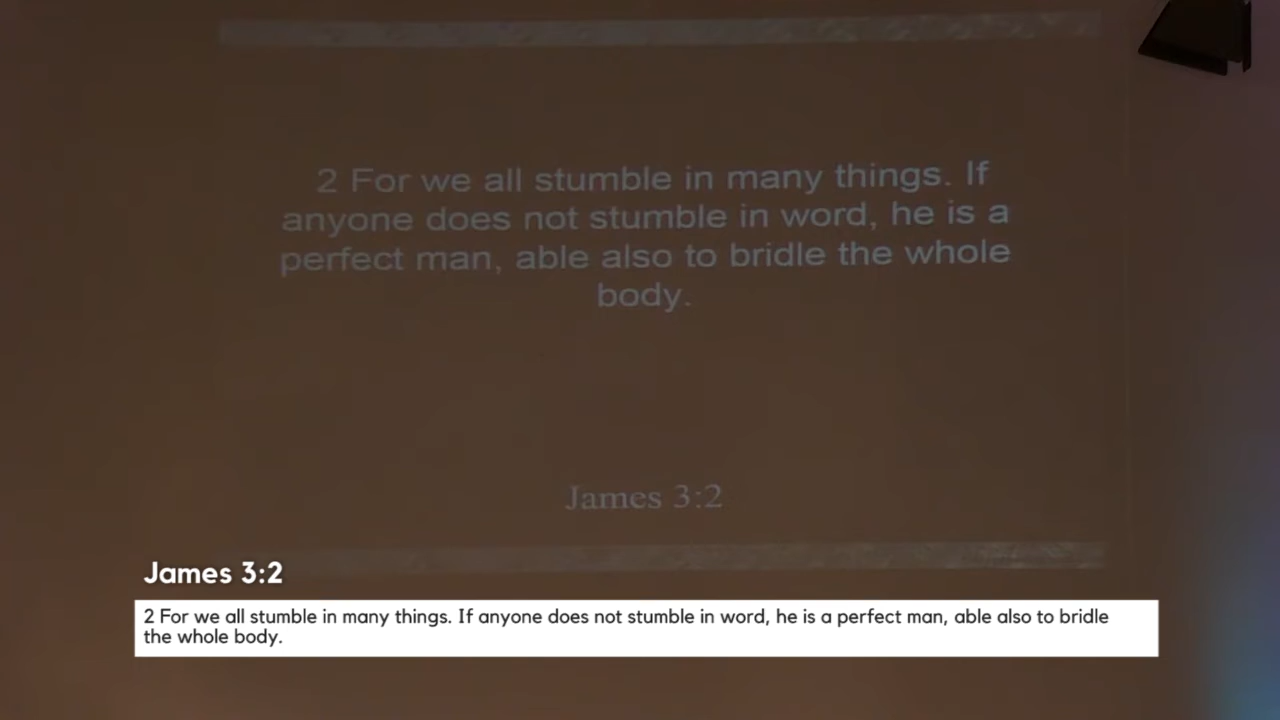 2 For we all stumble in many things. If
anyone does not stumble in word, he is a
perfect man, able also to bridle the whole
body.
James 3:2
James 3:2
2 For we all stumble in many things. If anyone does not stumble in word, he is a perfect man, able also to bridle
the whole body.